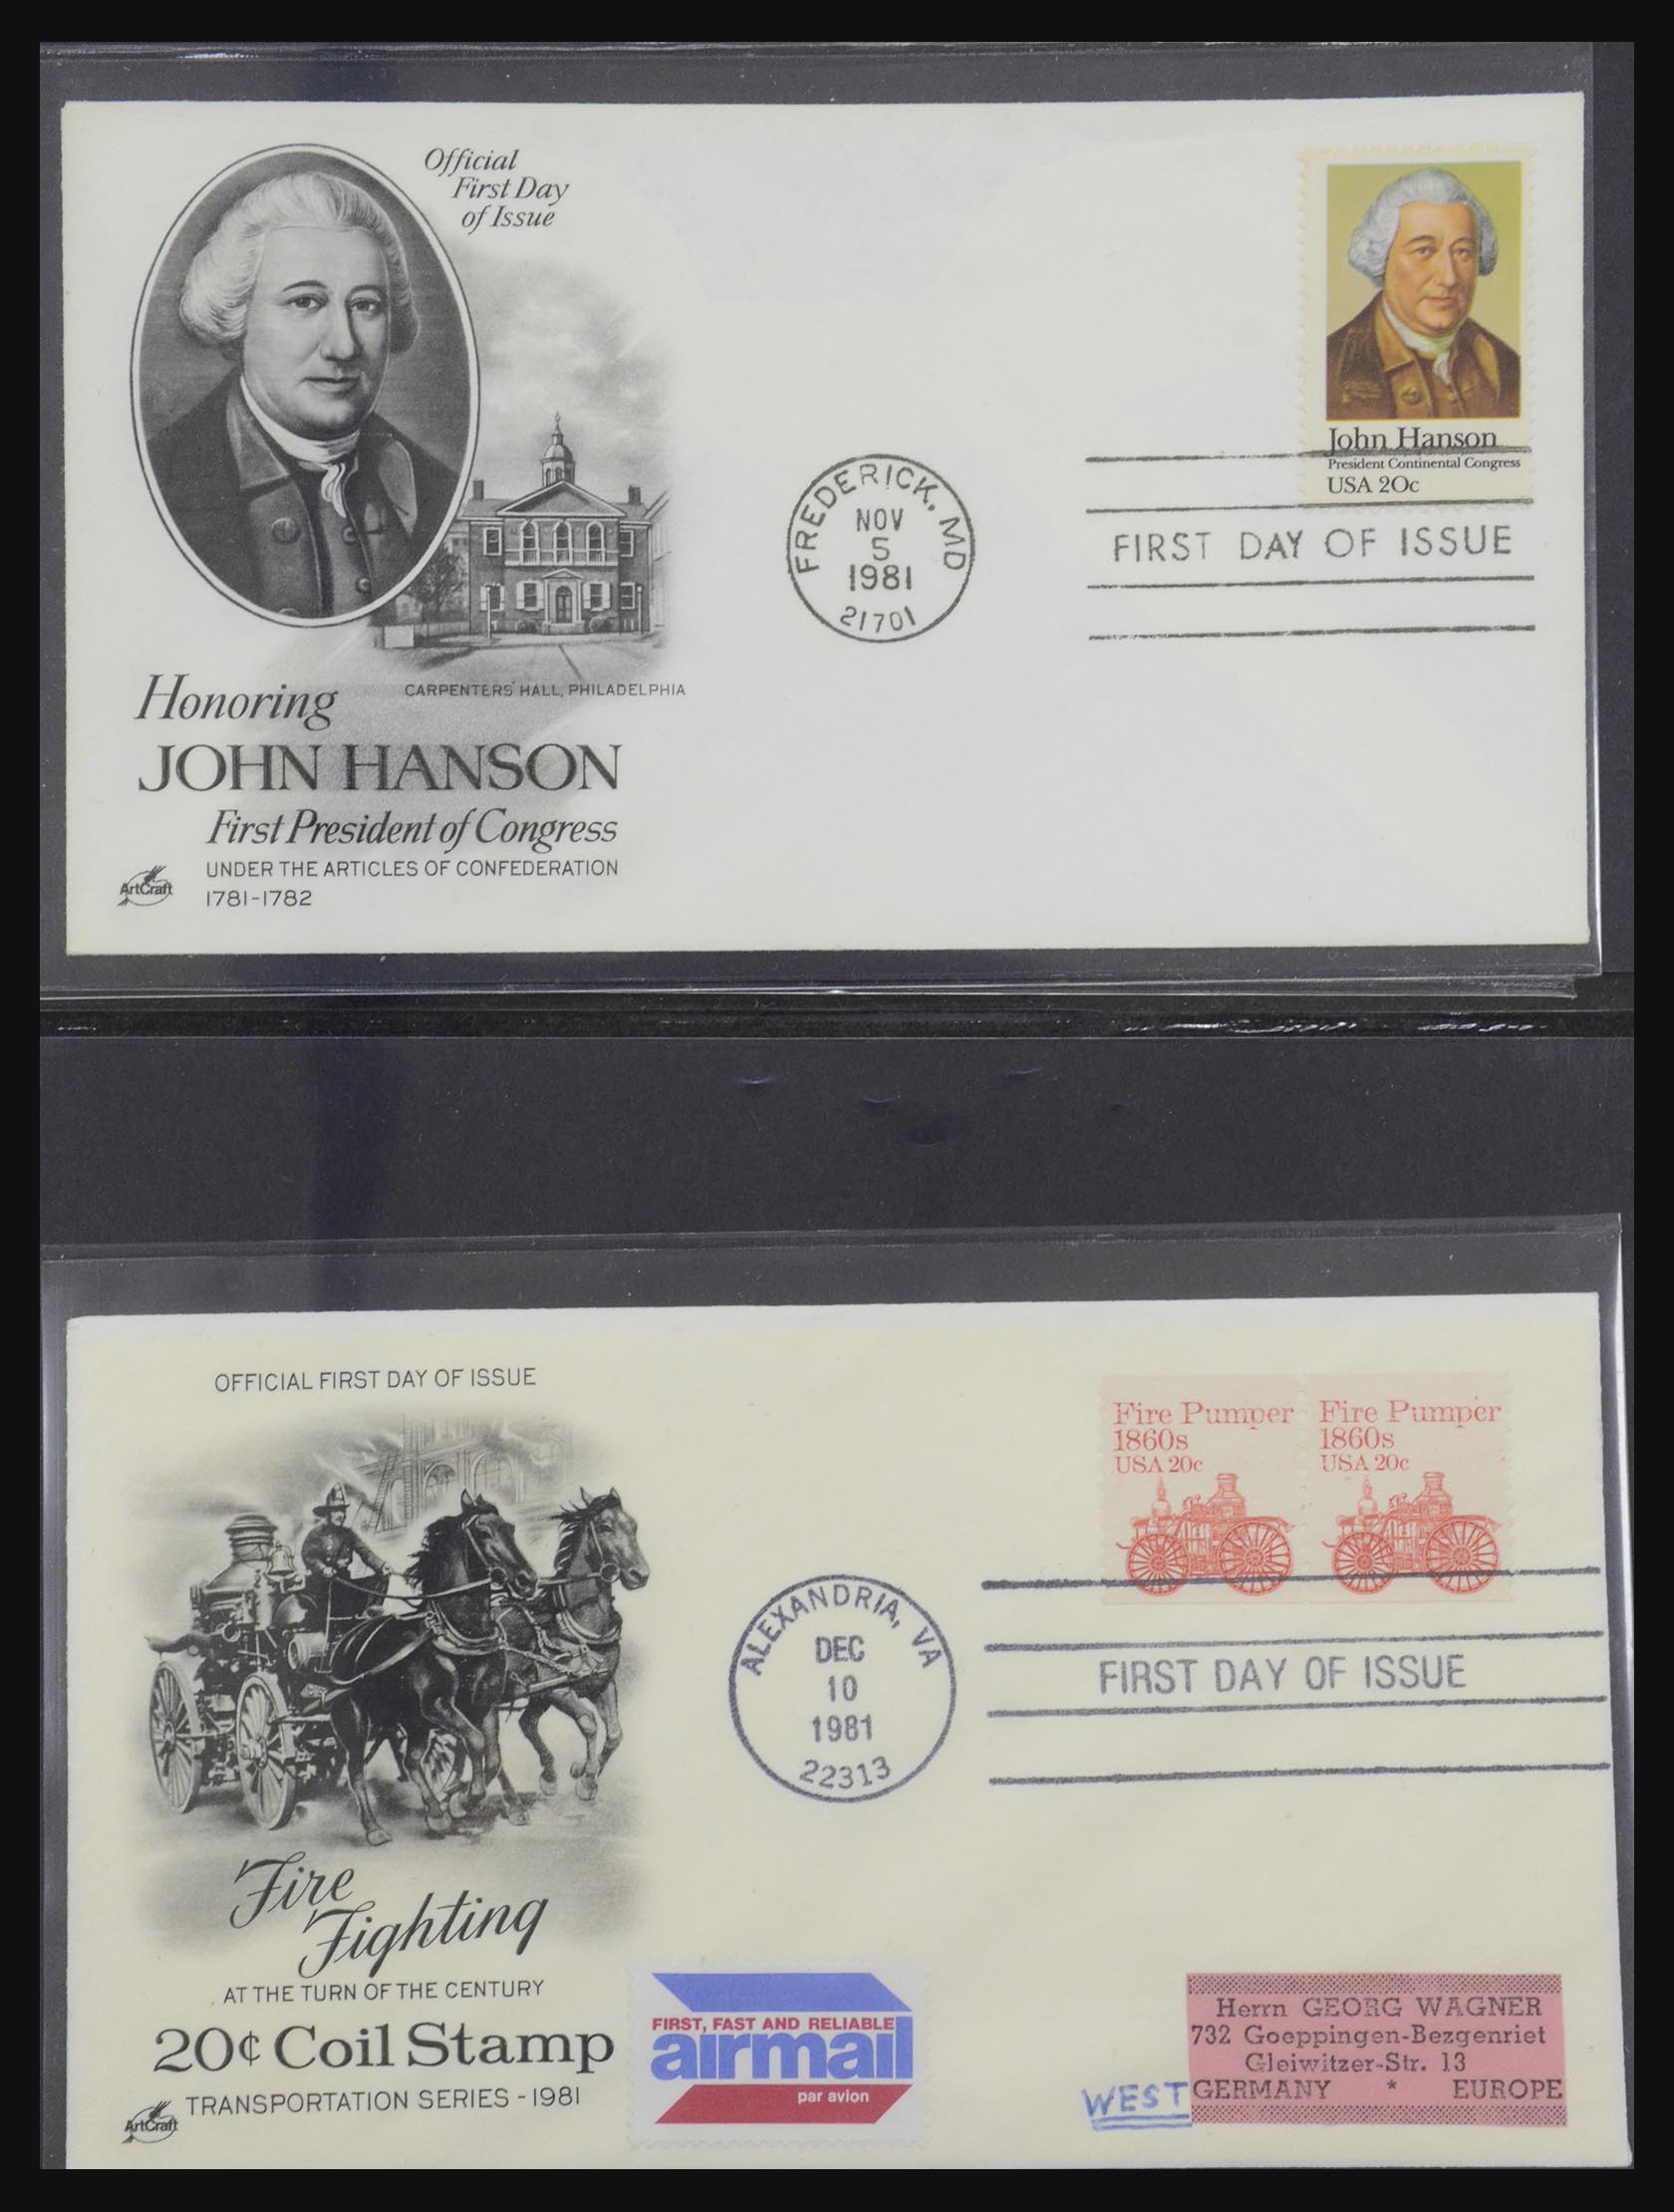 Official
First Day
of Issue
John Hanson
President Continental Congress
USA 20c
FREDERICK, MD
NOV
5
1981
21701
FIRST DAY OF ISSUE
CARPENTERS' HALL, PHILADELPHIA
Honoring
JOHN HANSON
First President of Congress
UNDER THE ARTICLES OF CONFEDERATION
1781-1782
ArtCraft
OFFICIAL FIRST DAY OF ISSUE
Fire Pumper
1860s
USA 20c
Fire Pumper
1860s
USA 20c
ALEXANDRIA, VA
DEC
10
1981
22313
FIRST DAY OF ISSUE
Fire
Fighting
AT THE TURN OF THE CENTURY
20¢ Coil Stamp
TRANSPORTATION SERIES - 1981
ArtCraft
FIRST, FAST AND RELIABLE
airmail
par avion
Herrn GEORG WAGNER
732 Goeppingen-Bezgenriet
Gleiwitzer-Str. 13
WEST GERMANY * EUROPE